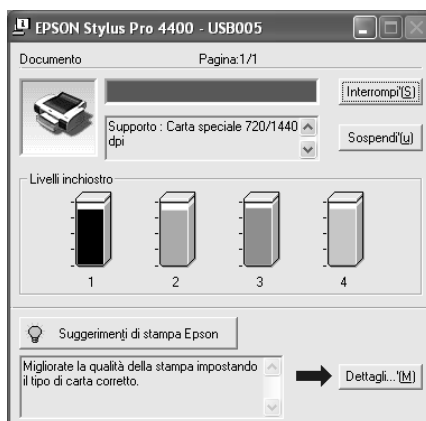 EPSON Stylus Pro 4400 - USB005
Documento Pagina:1/1
Interrompi'(S)
Supporto : Carta speciale 720/1440
dpi
Sospendi'(u)
Livelli inchiostro
1 2 3 4
Suggerimenti di stampa Epson
Migliorate la qualità della stampa impostando
il tipo di carta corretto.
Dettagli...'(M)